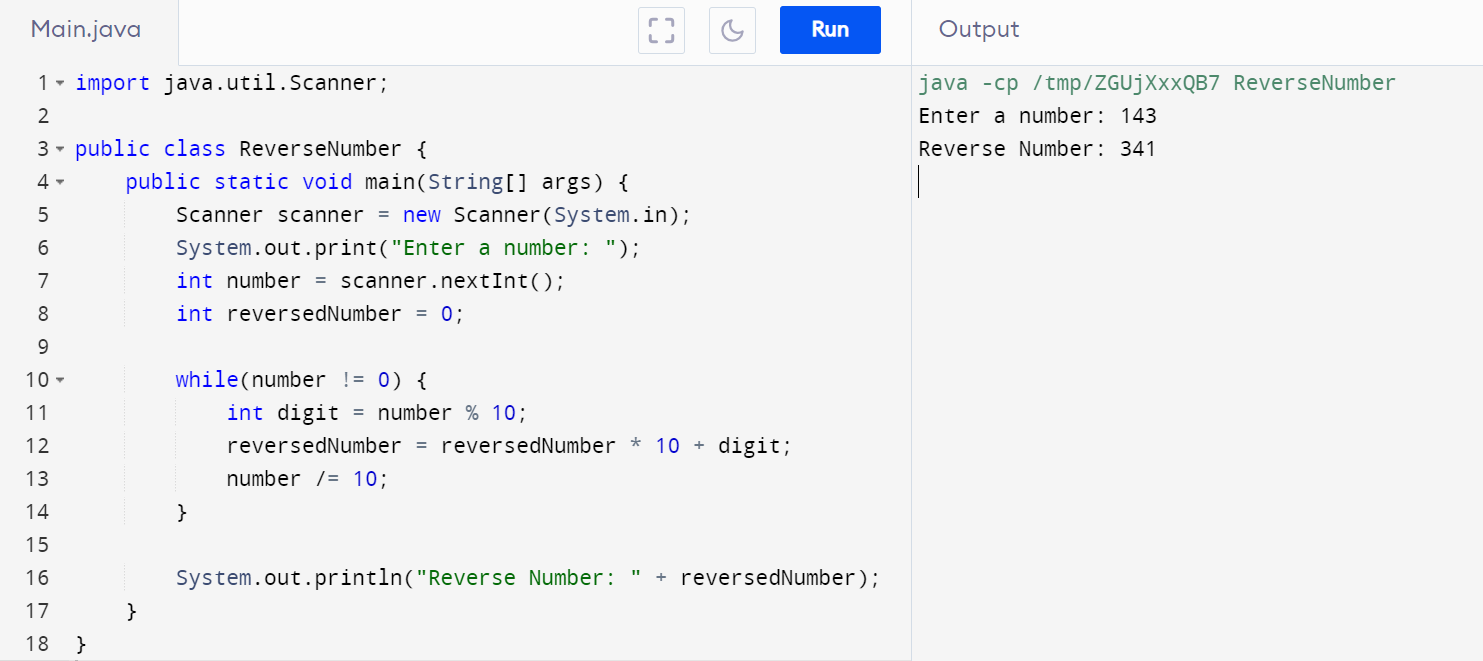 Main.java
Run
Output
1 import java.util.Scanner;
2
3 public class ReverseNumber {
4     public static void main(String[] args) {
5         Scanner scanner = new Scanner(System.in);
6         System.out.print("Enter a number: ");
7         int number = scanner.nextInt();
8         int reversedNumber = 0;
9
10         while(number != 0) {
11             int digit = number % 10;
12             reversedNumber = reversedNumber * 10 + digit;
13             number /= 10;
14         }
15
16         System.out.println("Reverse Number: " + reversedNumber);
17     }
18 }
java -cp /tmp/ZGUjXxxQB7 ReverseNumber
Enter a number: 143
Reverse Number: 341